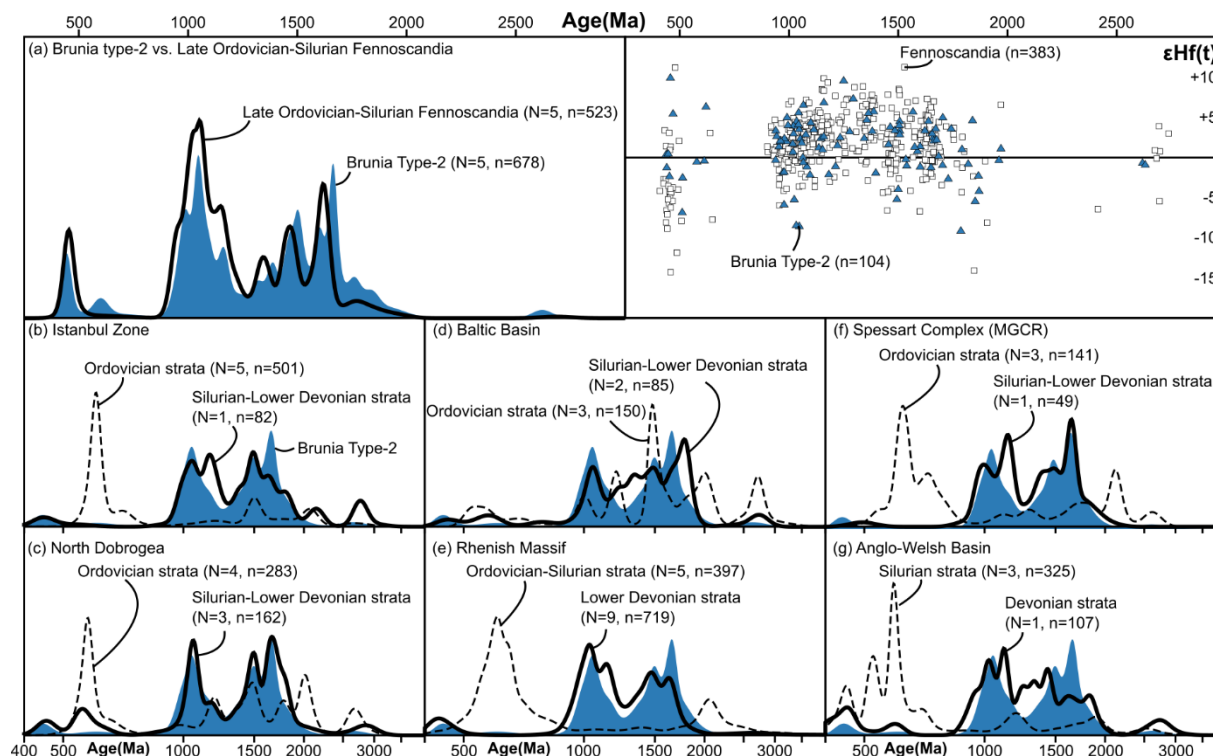 500
1000
1500
2000
2500
Age(Ma)
500
1000
1500
2000
2500
(a) Brunia type-2 vs. Late Ordovician-Silurian Fennoscandia
Late Ordovician-Silurian Fennoscandia (N=5, n=523)
Brunia Type-2 (N=5, n=678)
Fennoscandia (n=383)
εHf(t)
+10
+5
0
-5
-10
-15
Brunia Type-2 (n=104)
(b) Istanbul Zone
Ordovician strata (N=5, n=501)
Silurian-Lower Devonian strata
(N=1, n=82)
Brunia Type-2
(d) Baltic Basin
Silurian-Lower Devonian strata
(N=2, n=85)
Ordovician strata (N=3, n=150)
(f) Spessart Complex (MGCR)
Ordovician strata (N=3, n=141)
Silurian-Lower Devonian strata
(N=1, n=49)
(c) North Dobrogea
Ordovician strata (N=4, n=283)
Silurian-Lower Devonian strata
(N=3, n=162)
(e) Rhenish Massif
Ordovician-Silurian strata (N=5, n=397)
Lower Devonian strata
(N=9, n=719)
(g) Anglo-Welsh Basin
Silurian strata (N=3, n=325)
Devonian strata
(N=1, n=107)
400 500 Age(Ma) 1000 1500 2000 3000
500 Age(Ma) 1000 1500 2000 3000
500 Age(Ma) 1000 1500 2000 3000